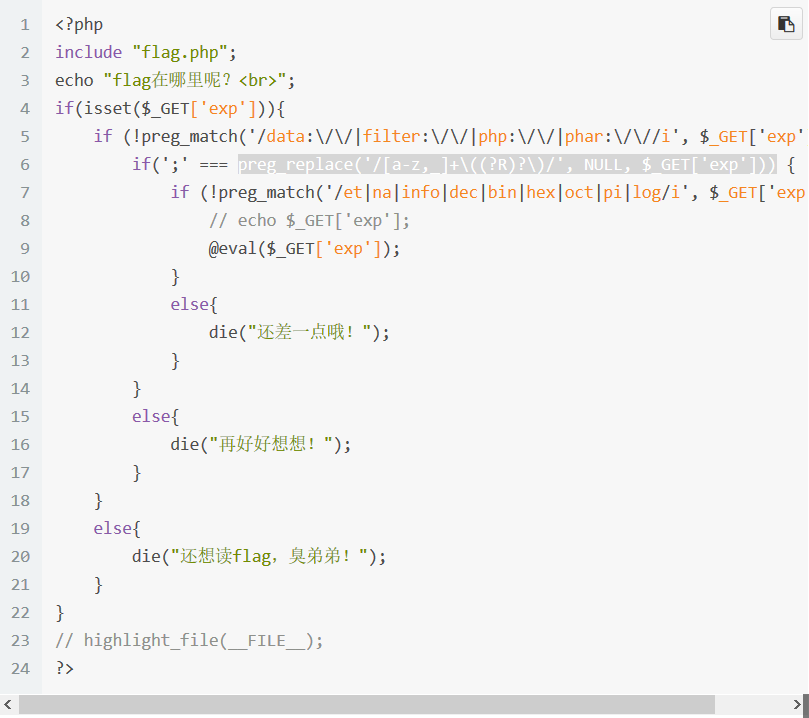 1 <?php
2 include "flag.php";
3 echo "flag在哪里呢？<br>";
4 if(isset($_GET['exp'])){
5     if (!preg_match('/data:\/\/|filter:\/\/|php:\/\/|phar:\/\//i', $_GET['exp'
6         if(';' === preg_replace('/[a-z,_]+\((?R)?\)/', NULL, $_GET['exp'])) {
7             if (!preg_match('/et|na|info|dec|bin|hex|oct|pi|log/i', $_GET['exp
8                 // echo $_GET['exp'];
9                 @eval($_GET['exp']);
10             }
11             else{
12                 die("还差一点哦！");
13             }
14         }
15         else{
16             die("再好好想想！");
17         }
18     }
19     else{
20         die("还想读flag，臭弟弟！");
21     }
22 }
23 // highlight_file(__FILE__);
24 ?>